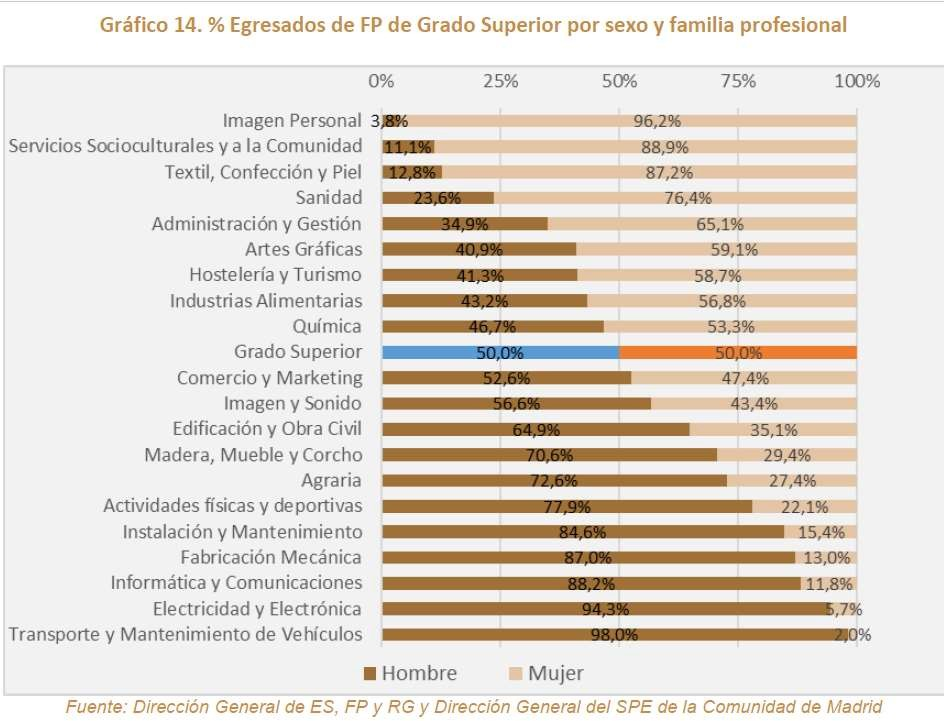 Gráfico 14. % Egresados de FP de Grado Superior por sexo y familia profesional
0% 25% 50% 75% 100%
Imagen Personal 3,8% 96,2%
Servicios Socioculturales y a la Comunidad 11,1% 88,9%
Textil, Confección y Piel 12,8% 87,2%
Sanidad 23,6% 76,4%
Administración y Gestión 34,9% 65,1%
Artes Gráficas 40,9% 59,1%
Hostelería y Turismo 41,3% 58,7%
Industrias Alimentarias 43,2% 56,8%
Química 46,7% 53,3%
Grado Superior 50,0% 50,0%
Comercio y Marketing 52,6% 47,4%
Imagen y Sonido 56,6% 43,4%
Edificación y Obra Civil 64,9% 35,1%
Madera, Mueble y Corcho 70,6% 29,4%
Agraria 72,6% 27,4%
Actividades físicas y deportivas 77,9% 22,1%
Instalación y Mantenimiento 84,6% 15,4%
Fabricación Mecánica 87,0% 13,0%
Informática y Comunicaciones 88,2% 11,8%
Electricidad y Electrónica 94,3% 5,7%
Transporte y Mantenimiento de Vehículos 98,0% 2,0%
Hombre Mujer
Fuente: Dirección General de ES, FP y RG y Dirección General del SPE de la Comunidad de Madrid